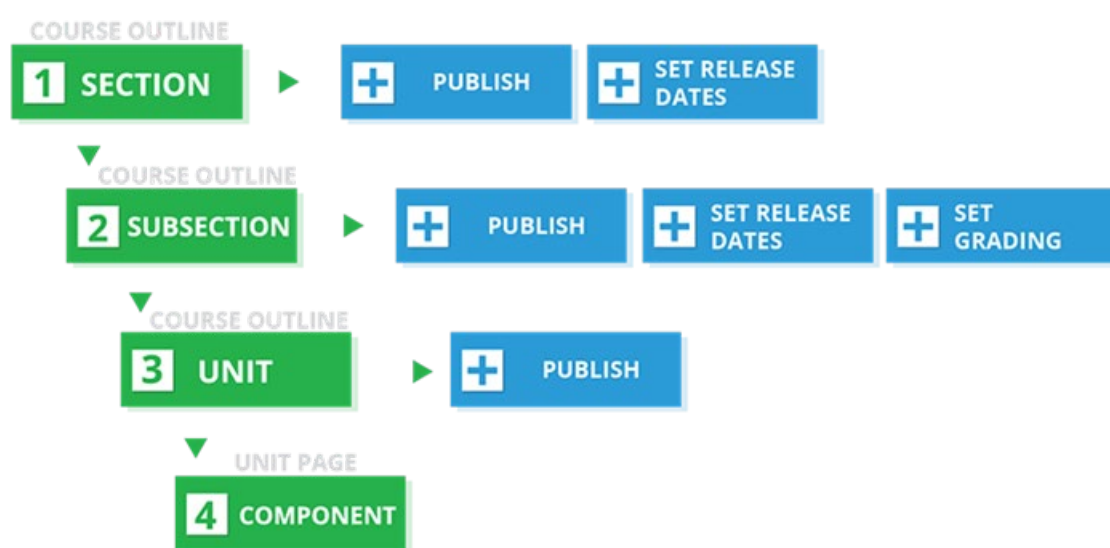 COURSE OUTLINE
1 SECTION
PUBLISH
SET RELEASE
DATES
COURSE OUTLINE
2 SUBSECTION
PUBLISH
SET RELEASE
DATES
SET
GRADING
COURSE OUTLINE
3 UNIT
PUBLISH
UNIT PAGE
4 COMPONENT